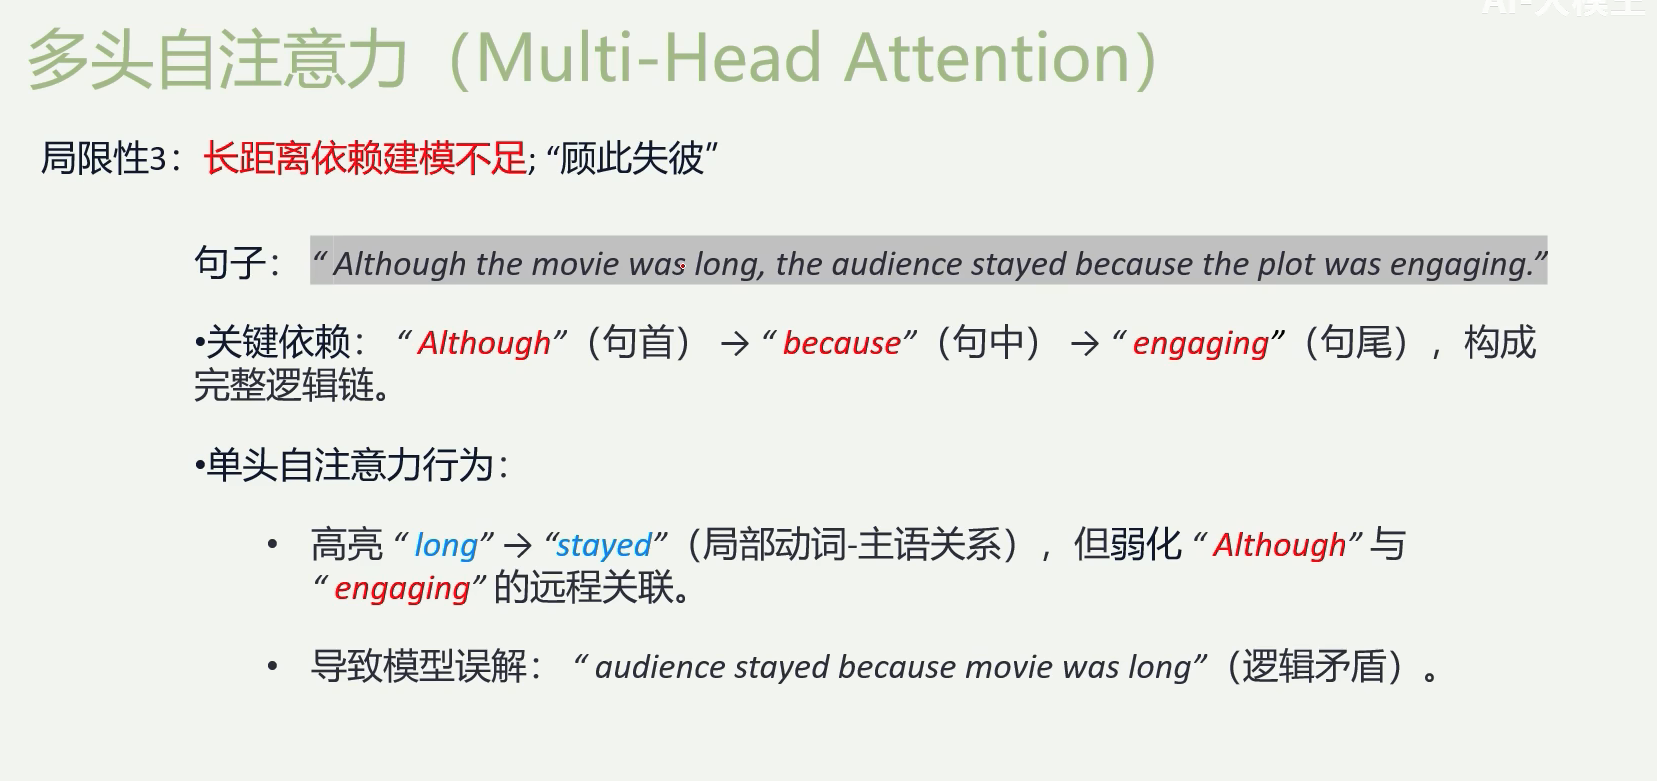 多头自注意力（Multi-Head Attention）
局限性3：长距离依赖建模不足; “顾此失彼”
句子： “ Although the movie was long, the audience stayed because the plot was engaging.”
•关键依赖： “ Although”（句首） → “ because”（句中） → “ engaging”（句尾），构成
完整逻辑链。
•单头自注意力行为：
• 高亮 “ long” → “stayed”（局部动词-主语关系），但弱化 “ Although” 与
“ engaging” 的远程关联。
• 导致模型误解： “ audience stayed because movie was long”（逻辑矛盾）。